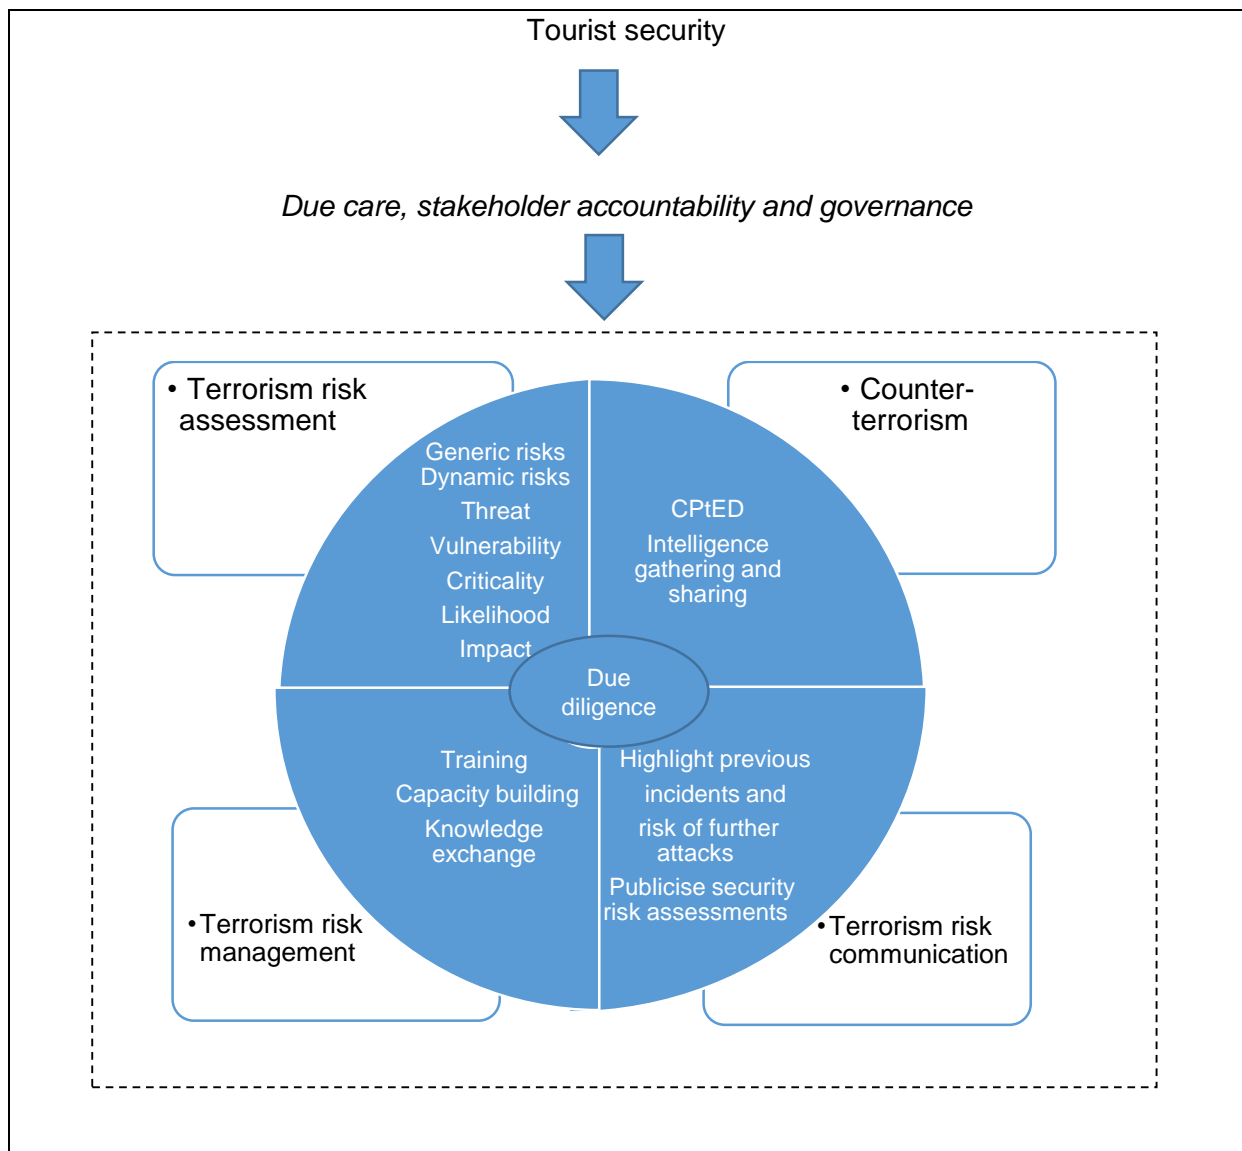 Tourist security
Due care, stakeholder accountability and governance
• Terrorism risk
assessment
• Counter-
terrorism
Generic risks
Dynamic risks
Threat
Vulnerability
Criticality
Likelihood
Impact
CPtED
Intelligence
gathering and
sharing
Due
diligence
Training
Capacity building
Knowledge
exchange
Highlight previous
incidents and
risk of further
attacks
Publicise security
risk assessments
• Terrorism risk
management
• Terrorism risk
communication